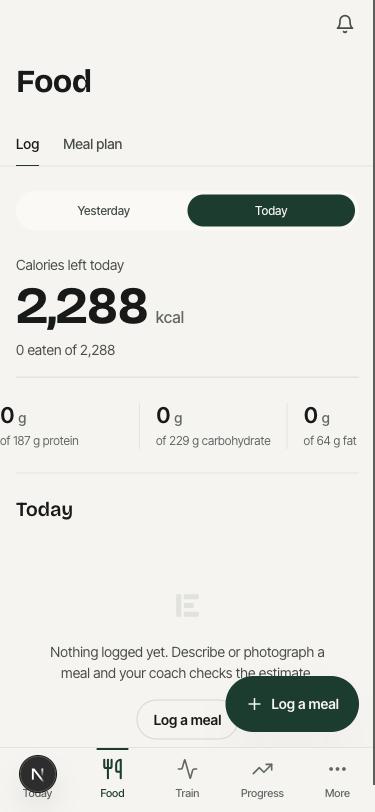 Food
Log Meal plan
Yesterday Today
Calories left today
2,288 kcal
0 eaten of 2,288
0 g 0 g 0 g
of 187 g protein of 229 g carbohydrate of 64 g fat
Today
Nothing logged yet. Describe or photograph a
meal and your coach checks the estimate
Log a meal
+ Log a meal
N
Today Food Train Progress More